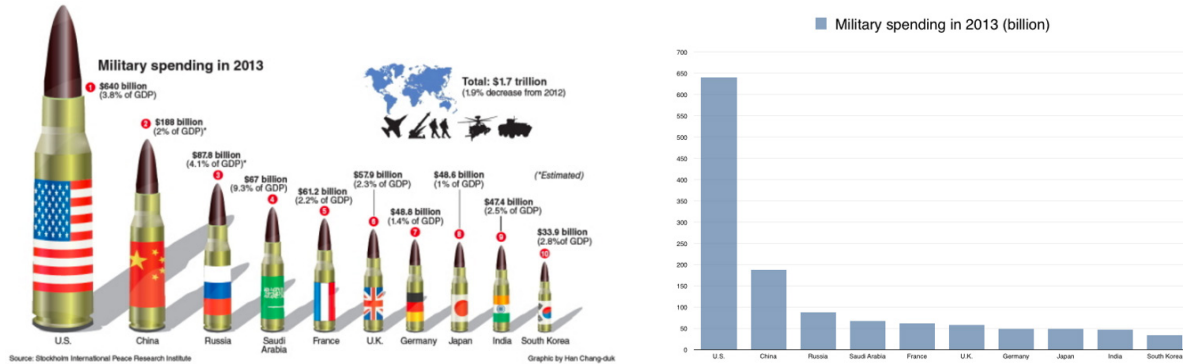 Military spending in 2013
1 $640 billion
(3.8% of GDP)
2 $188 billion
(2% of GDP)*
$87.8 billion
(4.1% of GDP)*
3
$67 billion
(9.3% of GDP)
4
$61.2 billion
(2.2% of GDP)
5
$57.9 billion
(2.3% of GDP)
6
$48.8 billion
(1.4% of GDP)
7
$48.6 billion
(1% of GDP)
8
$47.4 billion
(2.5% of GDP)
9
$33.9 billion
(2.8%of GDP)
10
Total: $1.7 trillion
(1.9% decrease from 2012)
(*Estimated)
U.S.
China
Russia
Saudi
Arabia
France
U.K.
Germany
Japan
India
South Korea
Source: Stockholm International Peace Research Institute
Graphic by Han Chang-duk
Military spending in 2013 (billion)
700
650
600
550
500
450
400
350
300
250
200
150
100
50
0
U.S.
China
Russia
Saudi Arabia
France
U.K.
Germany
Japan
India
South Korea